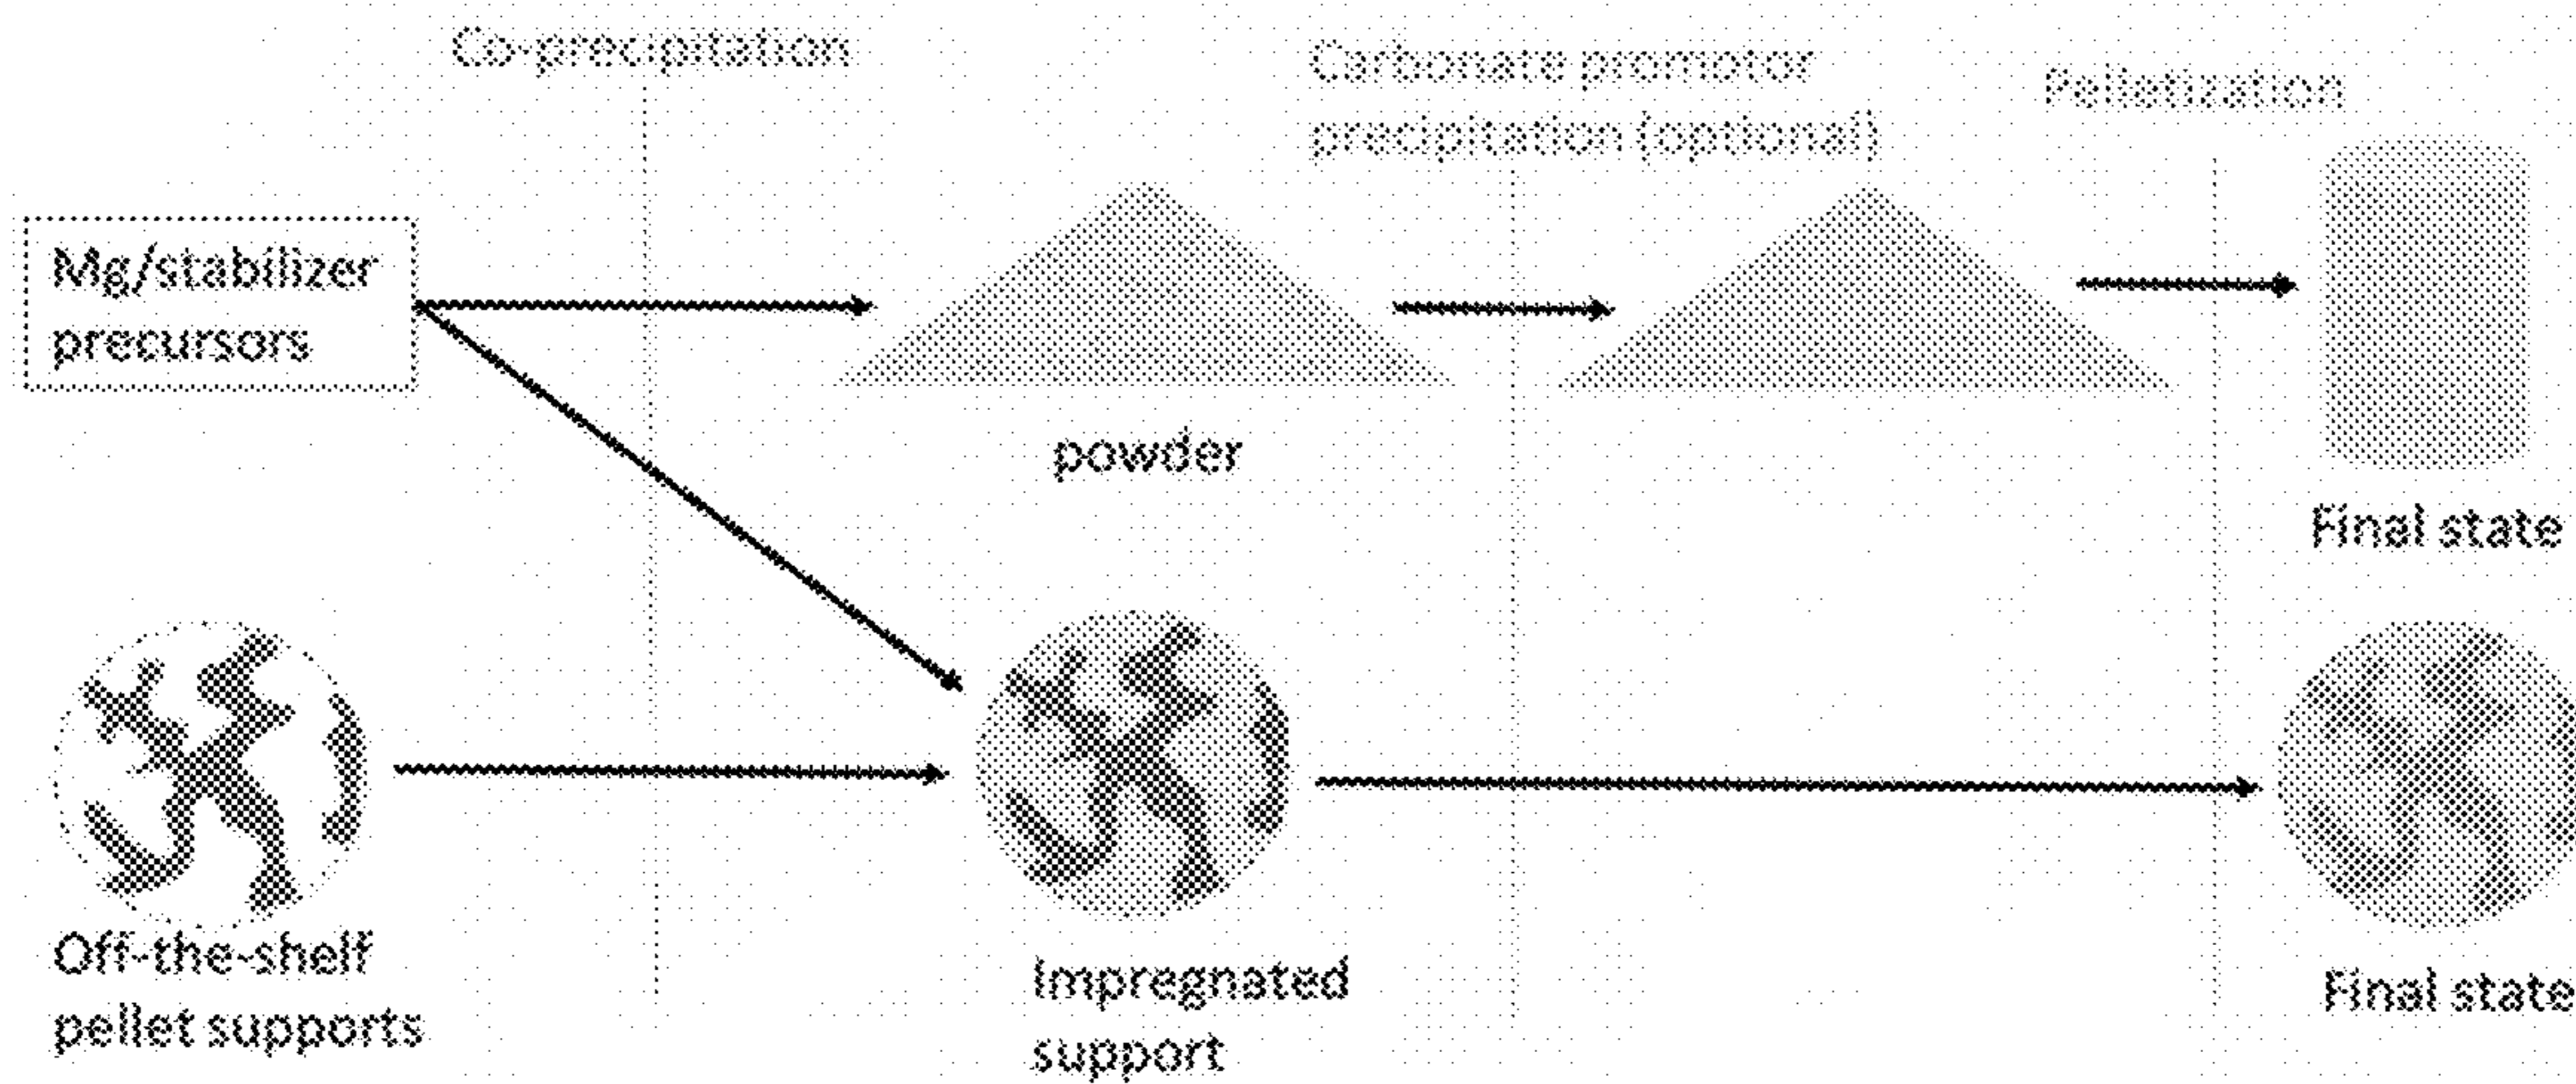 Co-precipitation
Carbonate promotor
precipitation (optional)
Pelletization
Mg/stabilizer
precursors
powder
Final state
Off-the-shelf
pellet supports
Impregnated
support
Final state